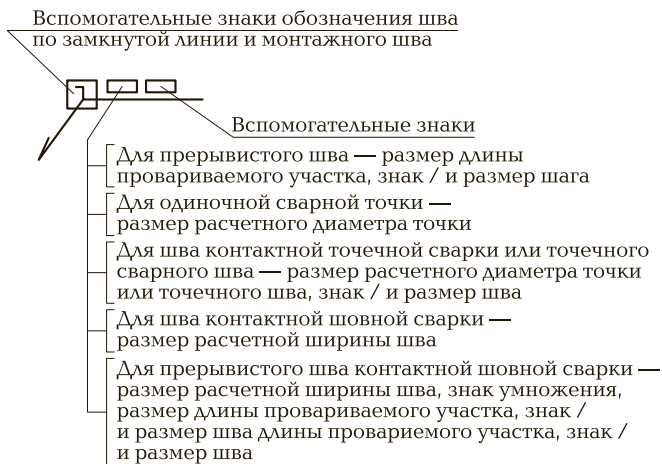 Вспомогательные знаки обозначения шва
по замкнутой линии и монтажного шва
Вспомогательные знаки
Для прерывистого шва — размер длины
провариваемого участка, знак / и размер шага
Для одиночной сварной точки —
размер расчетного диаметра точки
Для шва контактной точечной сварки или точечного
сварного шва — размер расчетного диаметра точки
или точечного шва, знак / и размер шва
Для шва контактной шовной сварки —
размер расчетной ширины шва
Для прерывистого шва контактной шовной сварки —
размер расчетной ширины шва, знак умножения,
размер длины провариваемого участка, знак /
и размер шва длины провариемого участка, знак /
и размер шва